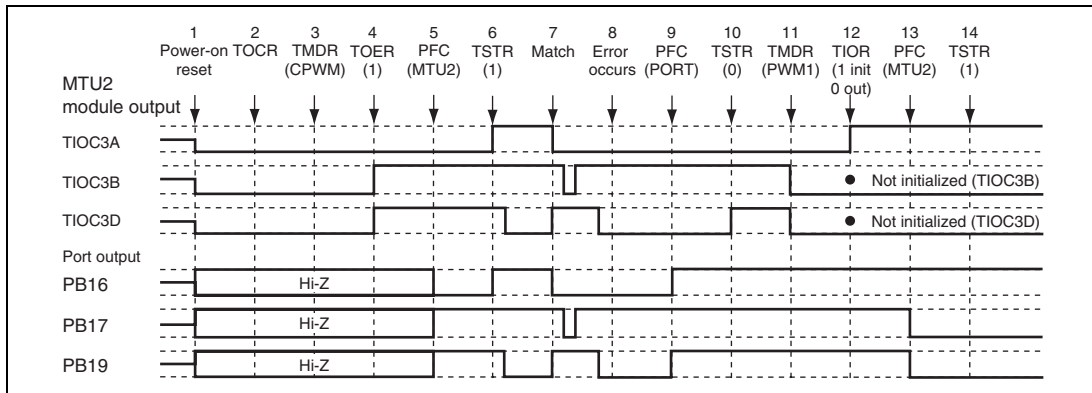 1 2 3 4 5 6 7 8 9 10 11 12 13 14
Power-on TOCR TMDR TOER PFC TSTR Match Error PFC TSTR TMDR TIOR PFC TSTR
reset (CPWM) (1) (MTU2) (1) occurs (PORT) (0) (PWM1) (1 init (MTU2) (1)
0 out)
MTU2
module output
TIOC3A
TIOC3B
Not initialized (TIOC3B)
TIOC3D
Not initialized (TIOC3D)
Port output
PB16
Hi-Z
PB17
Hi-Z
PB19
Hi-Z